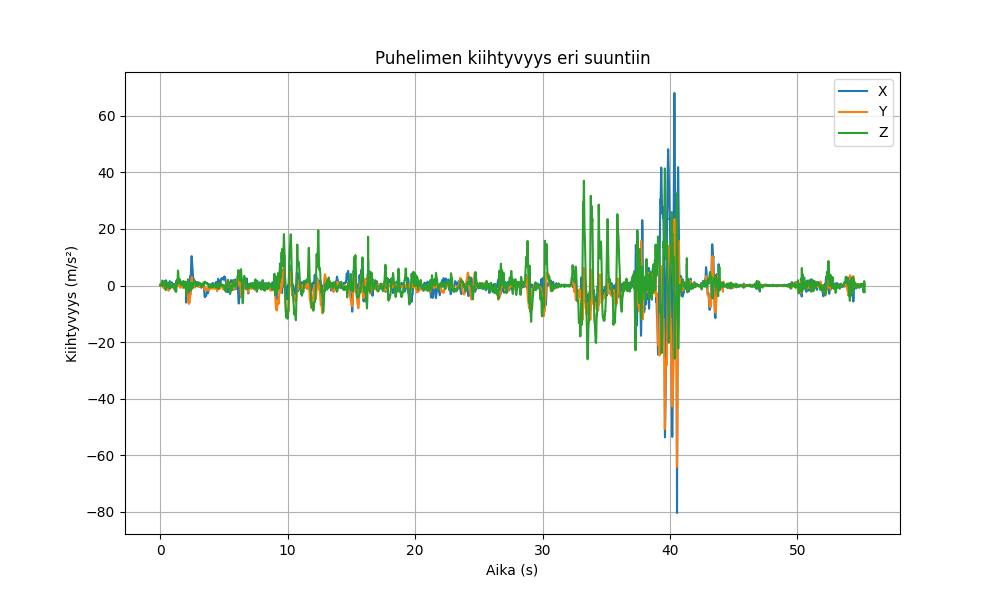 Puhelimen kiihtyvyys eri suuntiin
X
Y
Z
Kiihtyvyys (m/s²)
60
40
20
0
−20
−40
−60
−80
0 10 20 30 40 50
Aika (s)